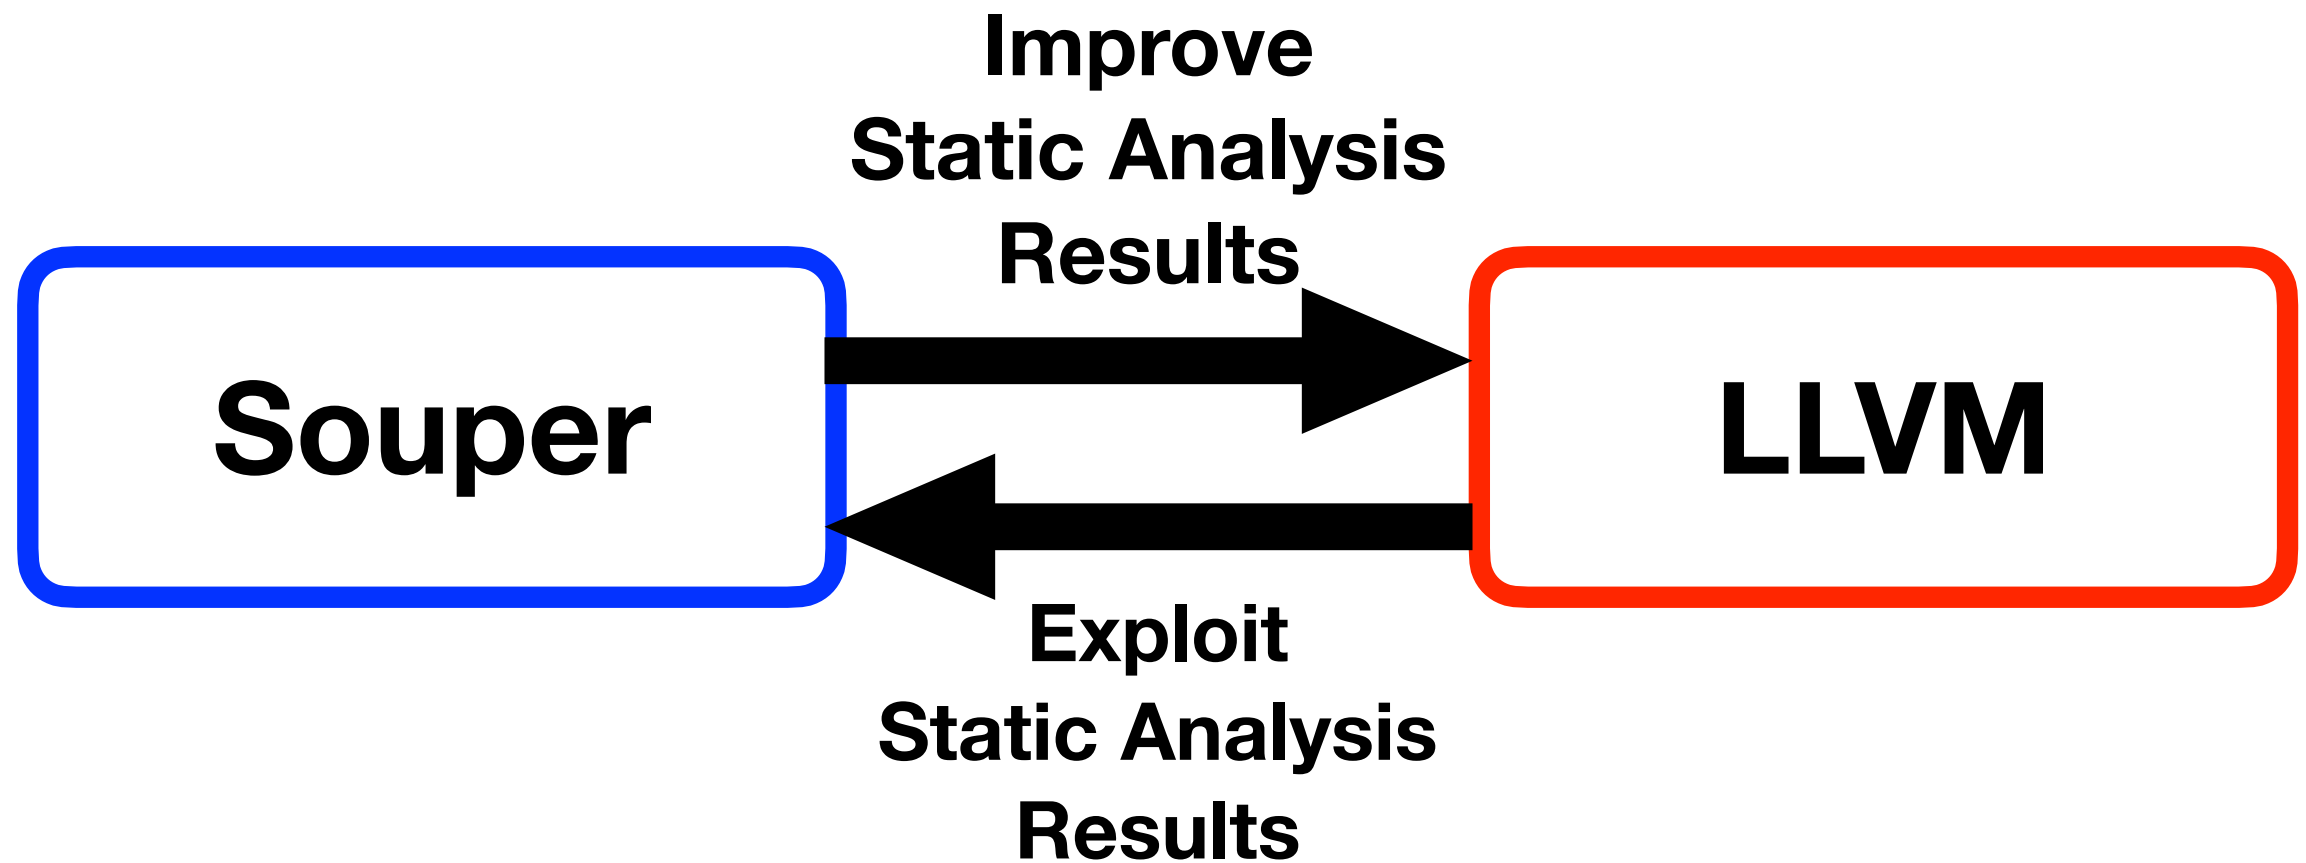 Improve
Static Analysis
Results
Souper
LLVM
Exploit
Static Analysis
Results